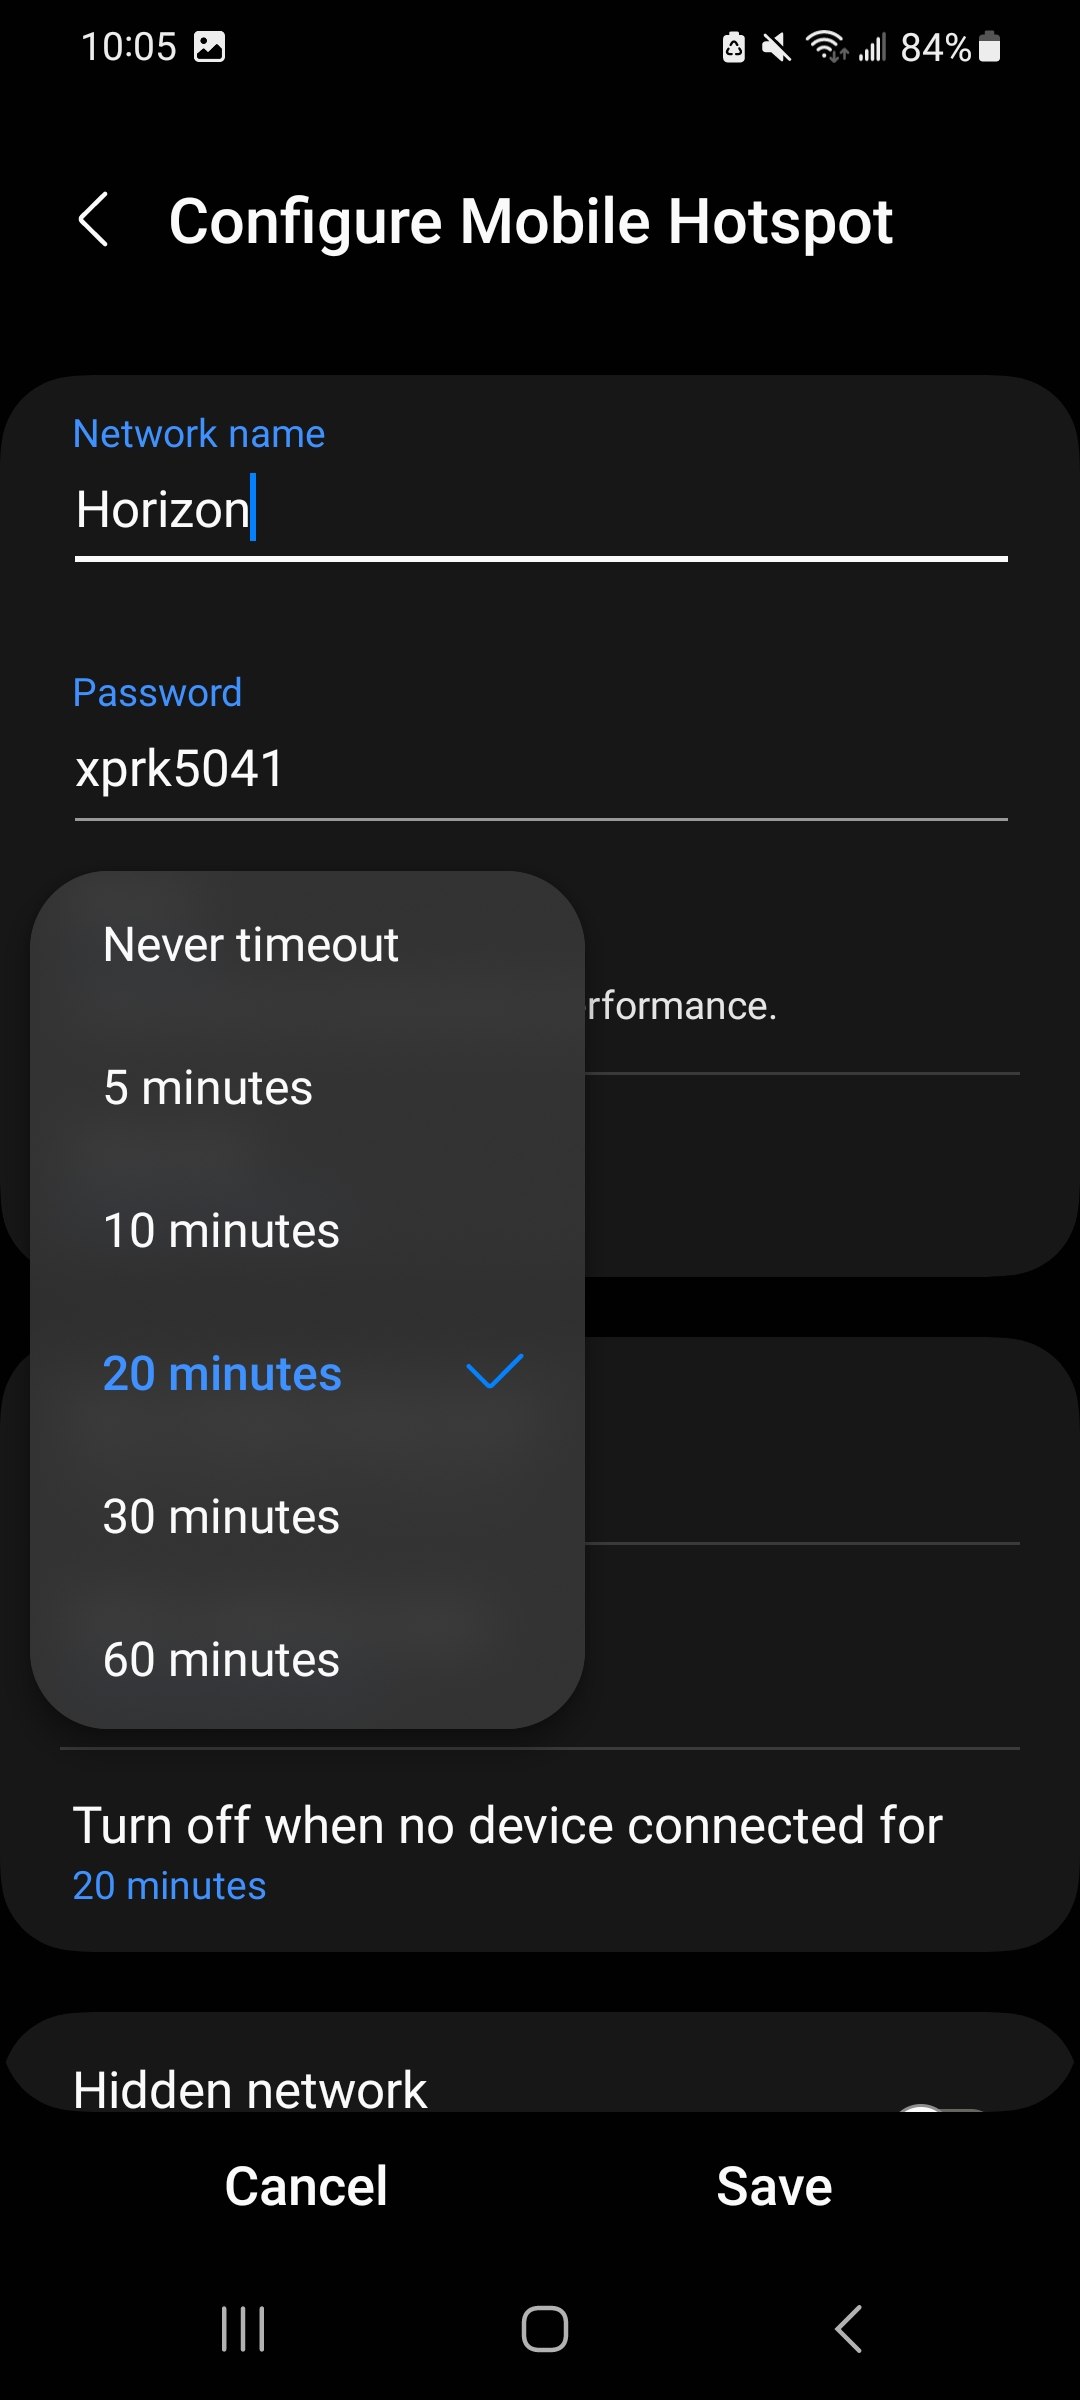 10:05
84%
Configure Mobile Hotspot
Network name
Horizon
Password
xprk5041
Never timeout
rformance.
5 minutes
10 minutes
20 minutes
30 minutes
60 minutes
Turn off when no device connected for
20 minutes
Hidden network
Cancel
Save